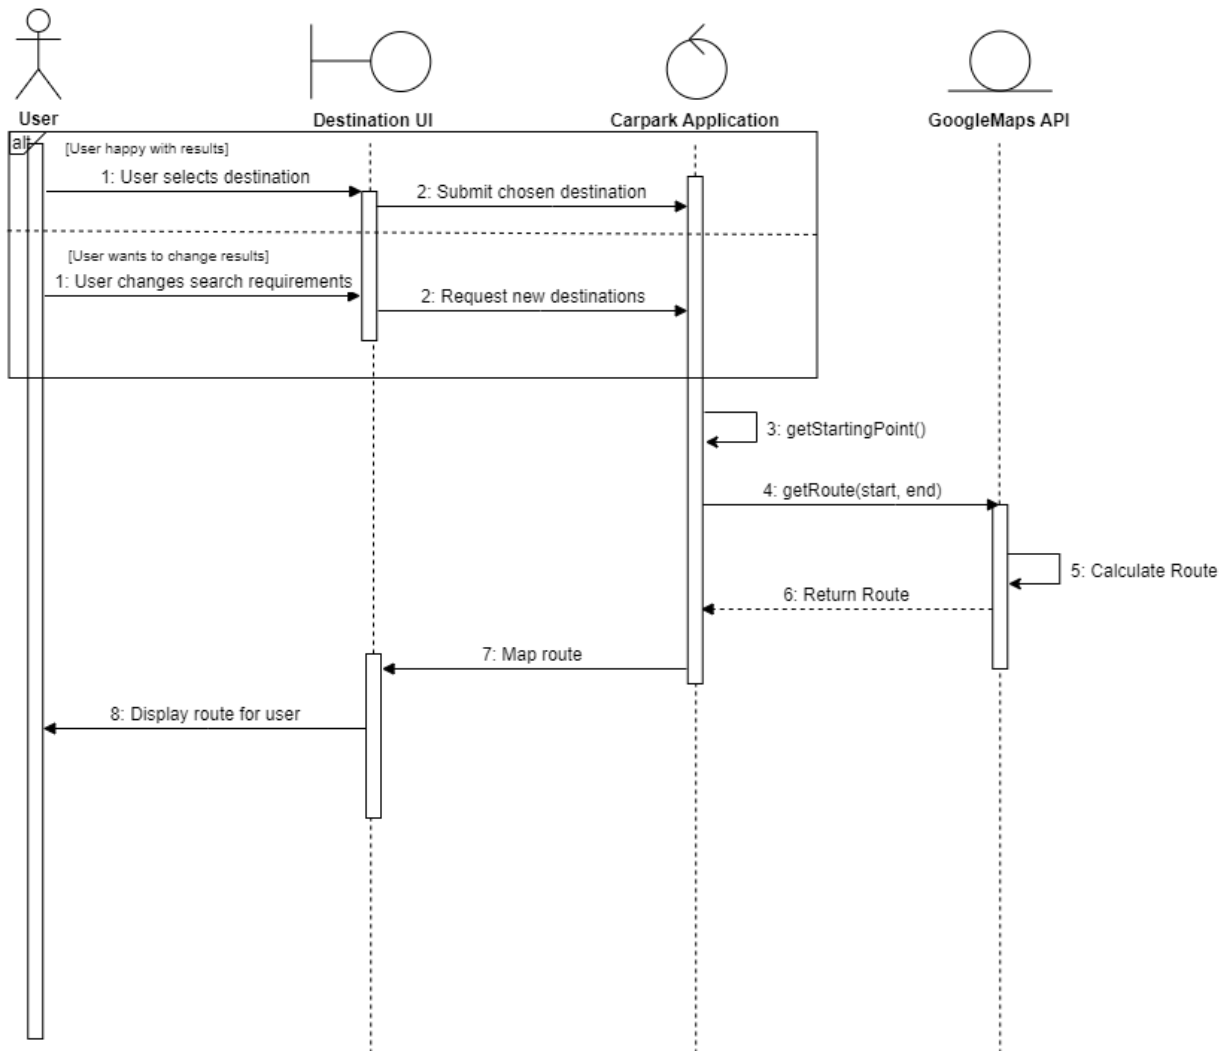 User
Destination UI
Carpark Application
GoogleMaps API
alt
[User happy with results]
1: User selects destination
2: Submit chosen destination
[User wants to change results]
1: User changes search requirements
2: Request new destinations
3: getStartingPoint()
4: getRoute(start, end)
5: Calculate Route
6: Return Route
7: Map route
8: Display route for user